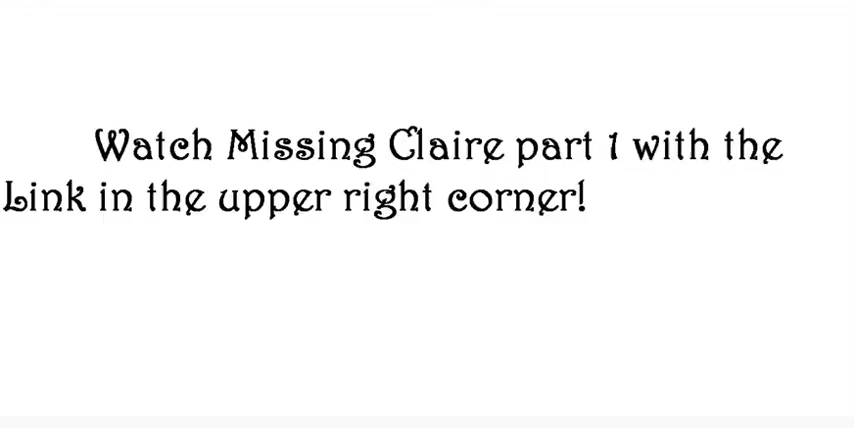 Watch Missing Claire part 1 with the
Link in the upper right corner!